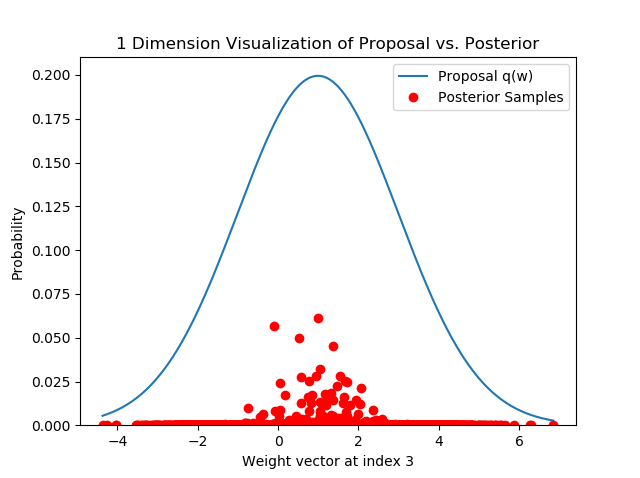 1 Dimension Visualization of Proposal vs. Posterior
Proposal q(w)
Posterior Samples
0.200
0.175
0.150
0.125
0.100
0.075
0.050
0.025
0.000
Probability
−4 −2 0 2 4 6
Weight vector at index 3